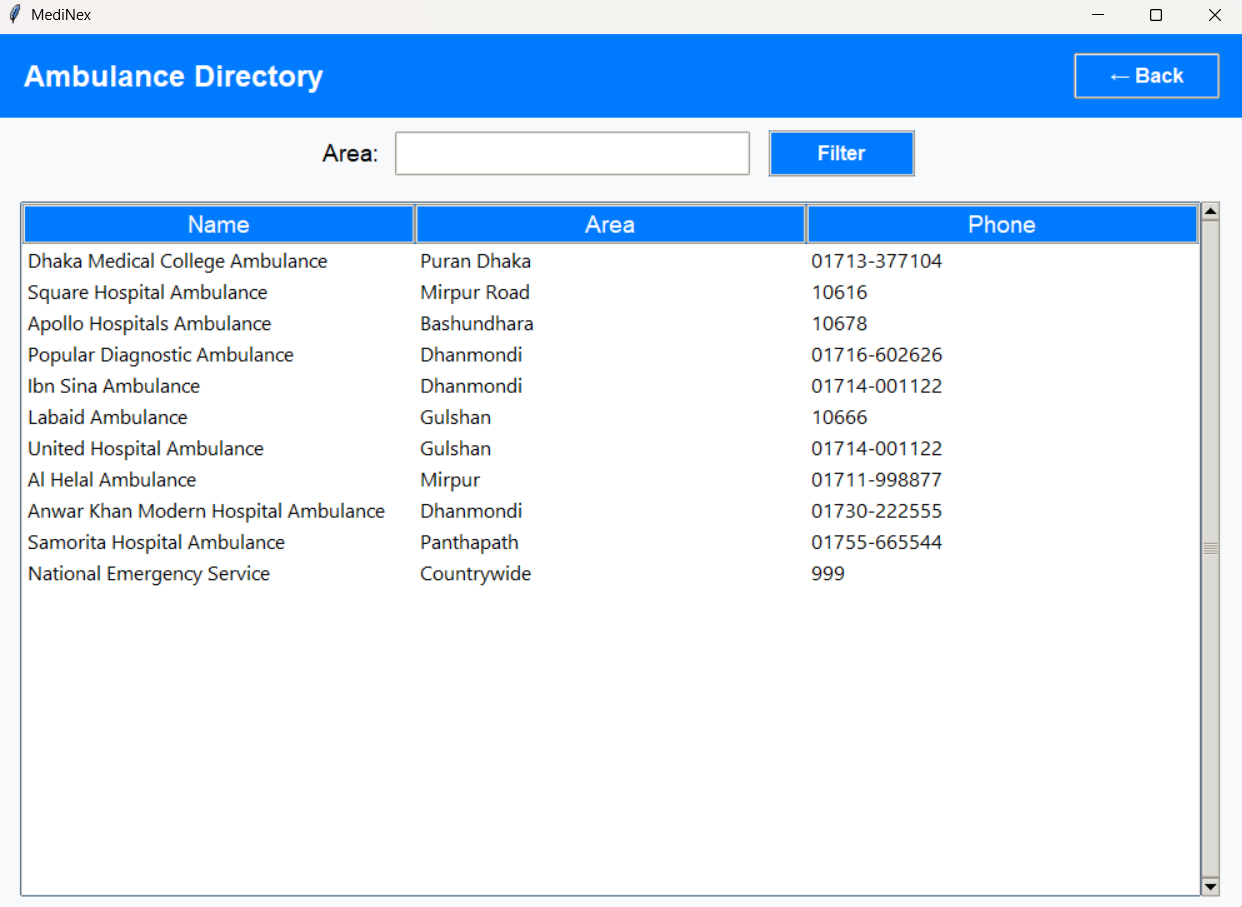 MediNex
Ambulance Directory
← Back
Area:
Filter
Name Area Phone
Dhaka Medical College Ambulance Puran Dhaka 01713-377104
Square Hospital Ambulance Mirpur Road 10616
Apollo Hospitals Ambulance Bashundhara 10678
Popular Diagnostic Ambulance Dhanmondi 01716-602626
Ibn Sina Ambulance Dhanmondi 01714-001122
Labaid Ambulance Gulshan 10666
United Hospital Ambulance Gulshan 01714-001122
Al Helal Ambulance Mirpur 01711-998877
Anwar Khan Modern Hospital Ambulance Dhanmondi 01730-222555
Samorita Hospital Ambulance Panthapath 01755-665544
National Emergency Service Countrywide 999